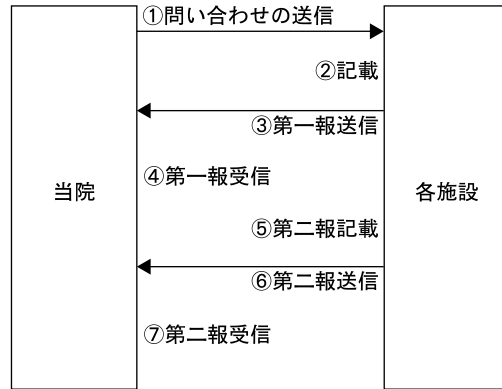 ①問い合わせの送信
②記載
③第一報送信
当院
④第一報受信
各施設
⑤第二報記載
⑥第二報送信
⑦第二報受信